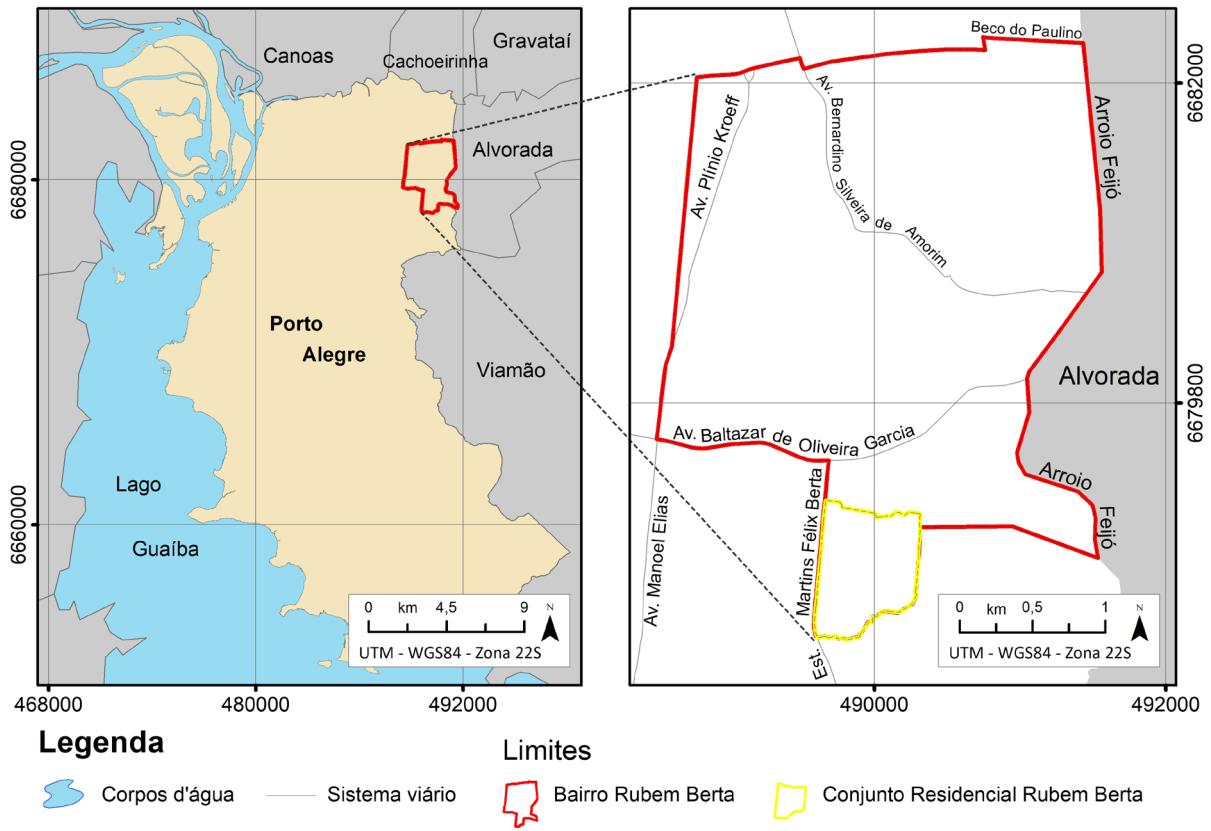 Canoas
Gravataí
Cachoeirinha
Alvorada
Porto
Alegre
Viamão
Lago
Guaíba
6680000
6660000
468000
480000
492000
0 km 4,5 9 N
UTM - WGS84 - Zona 22S
Beco do Paulino
Av. Plínio Kroeff
Av. Bernardino Silveira de Amorim
Arroio Feijó
Alvorada
Av. Baltazar de Oliveira Garcia
Arroio Feijó
Av. Manoel Elias
Est. Martins Félix Berta
6682000
6679800
490000
492000
0 km 0,5 1 N
UTM - WGS84 - Zona 22S
Legenda
Limites
Corpos d'água
Sistema viário
Bairro Rubem Berta
Conjunto Residencial Rubem Berta